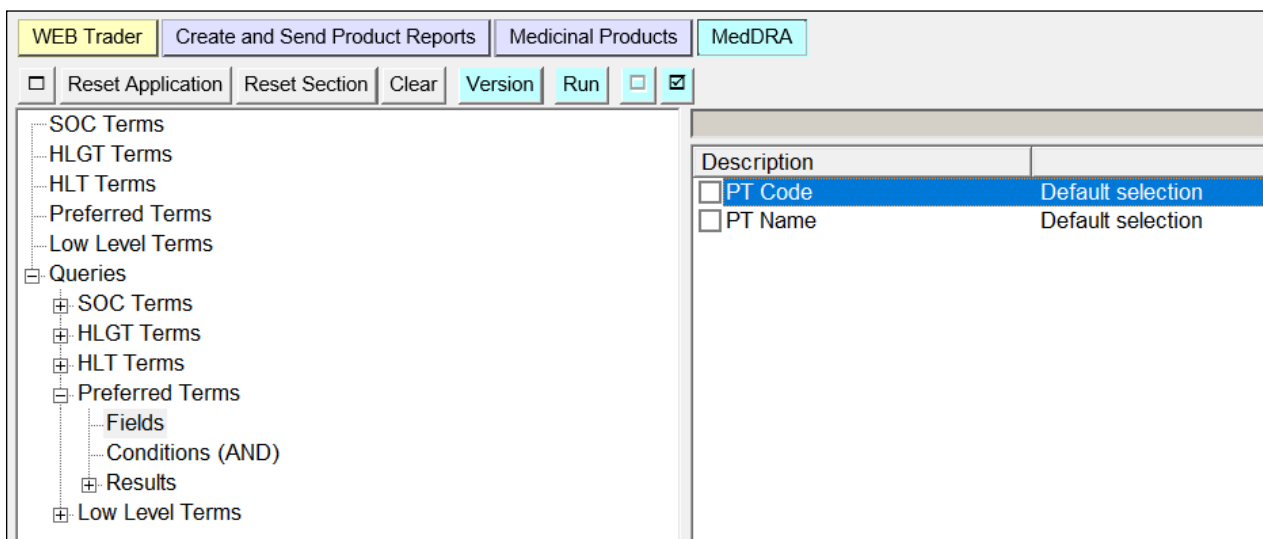 WEB Trader Create and Send Product Reports Medicinal Products MedDRA
Reset Application Reset Section Clear Version Run
SOC Terms
HLGT Terms
HLT Terms
Preferred Terms
Low Level Terms
Queries
SOC Terms
HLGT Terms
HLT Terms
Preferred Terms
Fields
Conditions (AND)
Results
Low Level Terms
Description
PT Code Default selection
PT Name Default selection